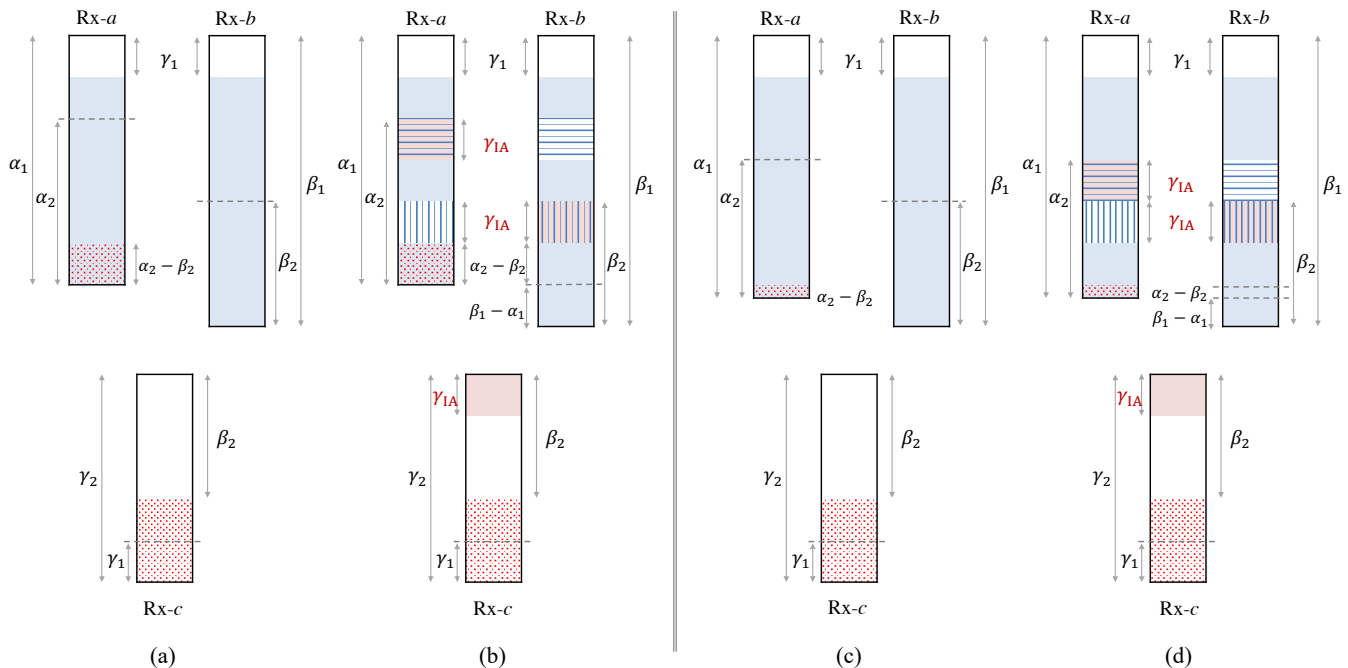 Rx-a Rx-b
γ₁
α₁
α₂
α₂ − β₂
β₁
β₂
γ₂
β₂
γ₁
Rx-c
(a)
Rx-a Rx-b
γ₁
γIA
α₁
α₂
γIA
α₂ − β₂
β₁ − α₁
β₁
β₂
γIA
γ₂
β₂
γ₁
Rx-c
(b)
Rx-a Rx-b
γ₁
α₁
α₂
α₂ − β₂
β₁
β₂
γ₂
β₂
γ₁
Rx-c
(c)
Rx-a Rx-b
γ₁
α₁
α₂
γIA
γIA
α₂ − β₂
β₁ − α₁
β₁
β₂
γIA
γ₂
β₂
γ₁
Rx-c
(d)